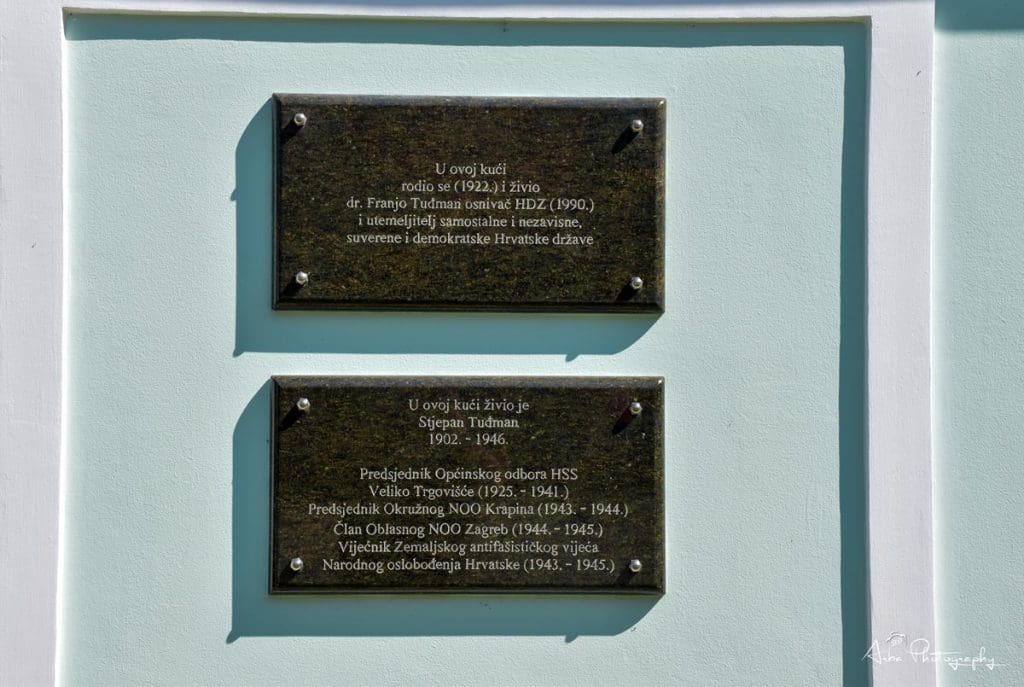 U ovoj kući
rodio se (1922.) i živio
dr. Franjo Tuđman osnivač HDZ (1990.)
i utemeljitelj samostalne i nezavisne,
suverene i demokratske Hrvatske države
U ovoj kući živio je
Stjepan Tuđman
1902. - 1946.
Predsjednik Općinskog odbora HSS
Veliko Trgovišće (1925. - 1941.)
Predsjednik Okružnog NOO Krapina (1943. - 1944.)
Član Oblasnog NOO Zagreb (1944. - 1945.)
Vijećnik Zemaljskog antifašističkog vijeća
Narodnog oslobođenja Hrvatske (1943. - 1945.)
Arba Photography